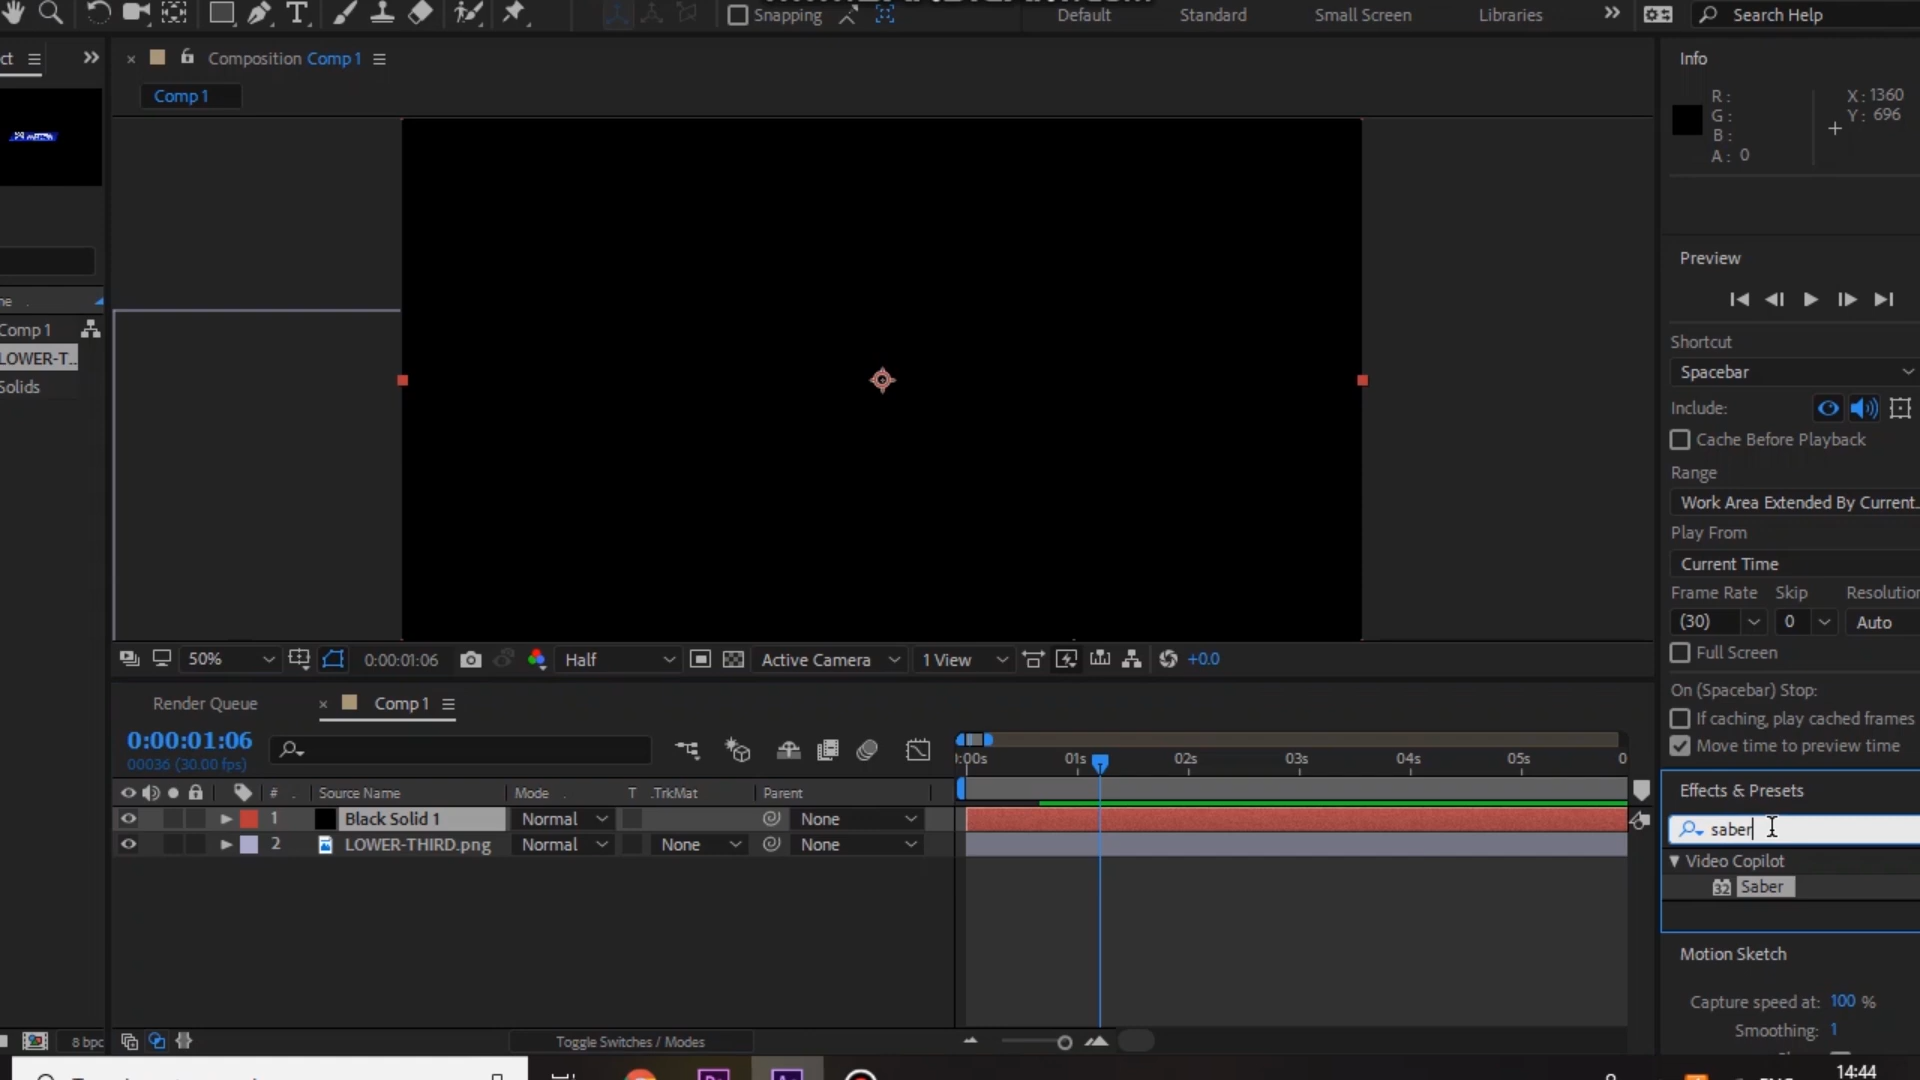 Snapping
Default
Standard
Small Screen
Libraries
Search Help
Composition Comp 1
Info
Comp 1
R :
G :
B :
A : 0
X : 1360
Y : 696
Comp 1
LOWER-T...
Solids
Preview
Shortcut
Spacebar
Include:
Cache Before Playback
Range
Work Area Extended By Current...
Play From
Current Time
Frame Rate Skip
(30) 0 Auto
Full Screen
50%
0:00:01:06
Half
Active Camera
1 View
+0.0
On (Spacebar) Stop:
If caching, play cached frames
Move time to preview time
Render Queue
Comp 1
0:00:01:06
00036 (30.00 fps)
01s 02s 03s 04s 05s
# Source Name Mode T .TrkMat Parent
1 Black Solid 1 Normal None
2 LOWER-THIRD.png Normal None None
Effects & Presets
saber
Video Copilot
32 Saber
Motion Sketch
Capture speed at: 100 %
Smoothing: 1
8 bpc
Toggle Switches / Modes
14:44